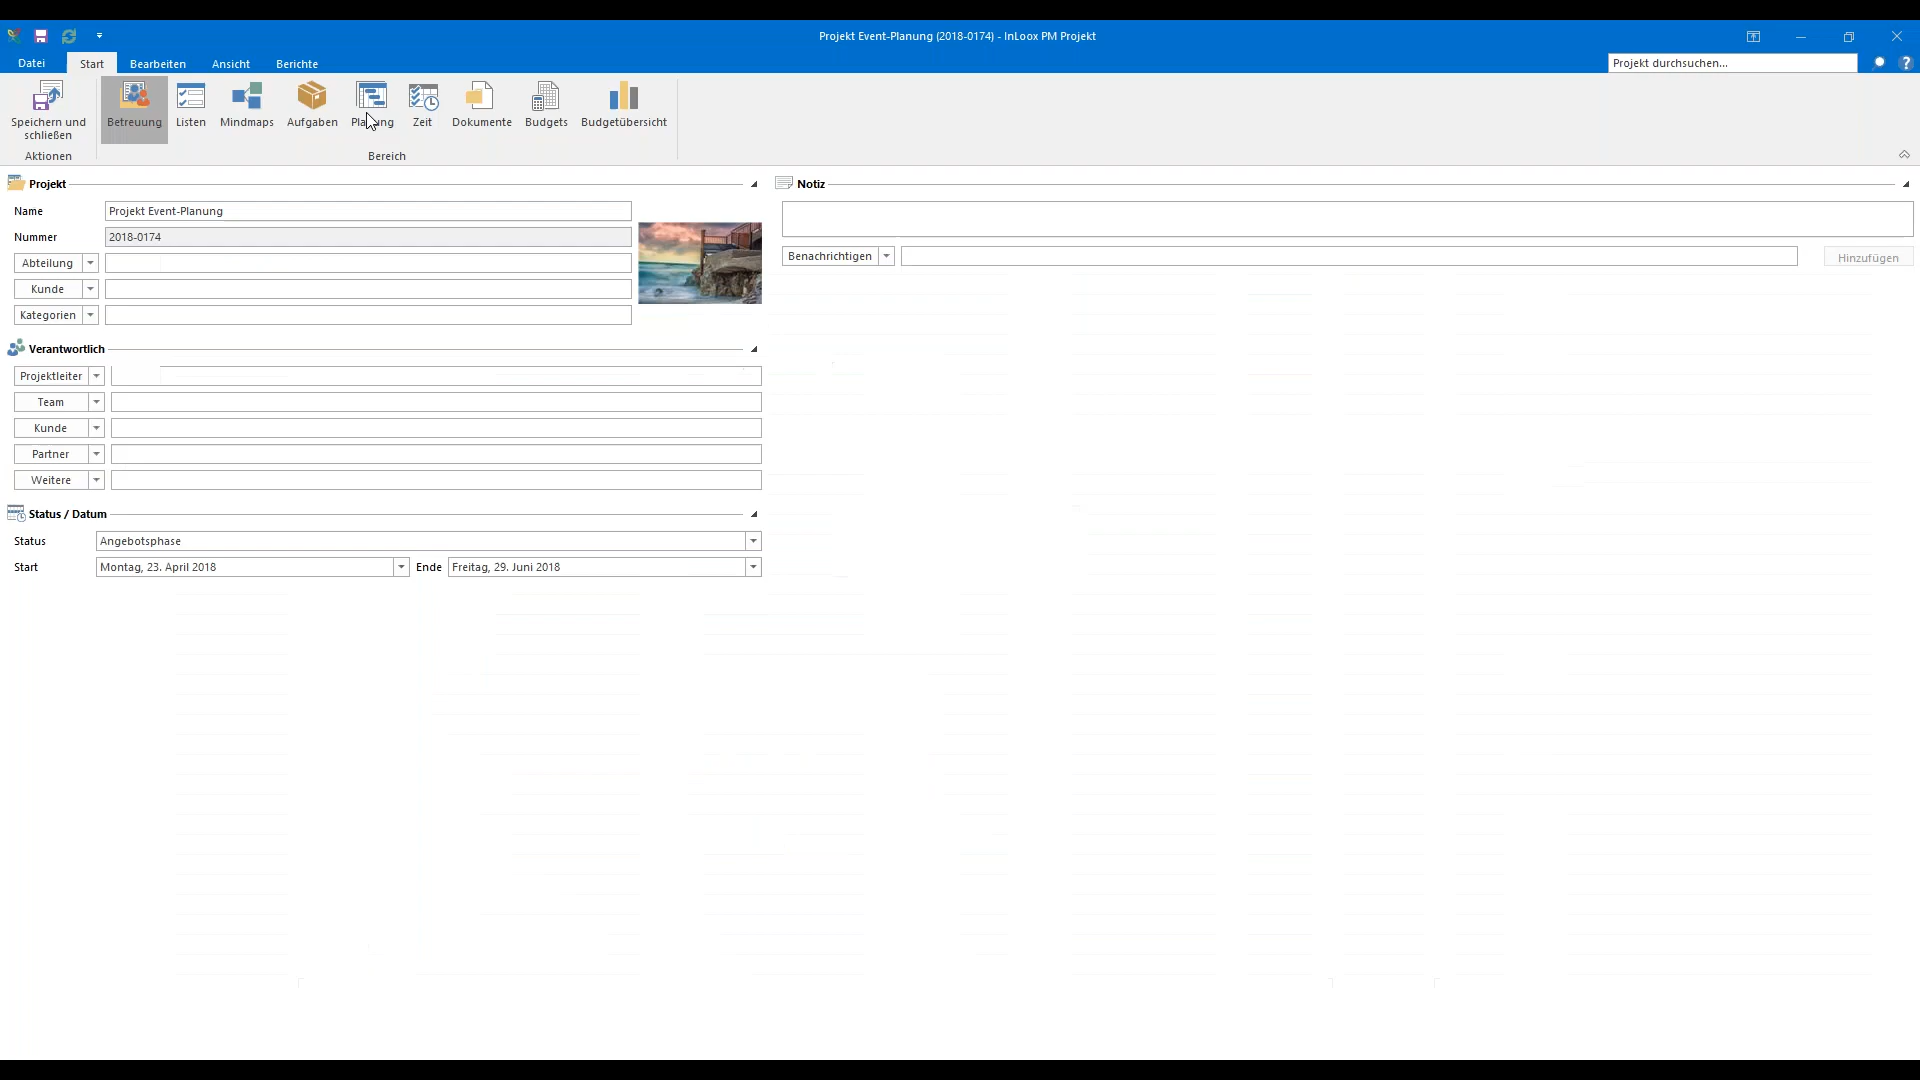 Projekt Event-Planung (2018-0174) - InLoox PM Projekt
Datei Start Bearbeiten Ansicht Berichte Projekt durchsuchen... ?
Speichern und schließen
Betreuung Listen Mindmaps Aufgaben Planung Zeit Dokumente Budgets Budgetübersicht
Aktionen Bereich
Projekt
Name Projekt Event-Planung
Nummer 2018-0174
Abteilung
Kunde
Kategorien
Verantwortlich
Projektleiter
Team
Kunde
Partner
Weitere
Status / Datum
Status Angebotsphase
Start Montag, 23. April 2018 Ende Freitag, 29. Juni 2018
Notiz
Benachrichtigen Hinzufügen